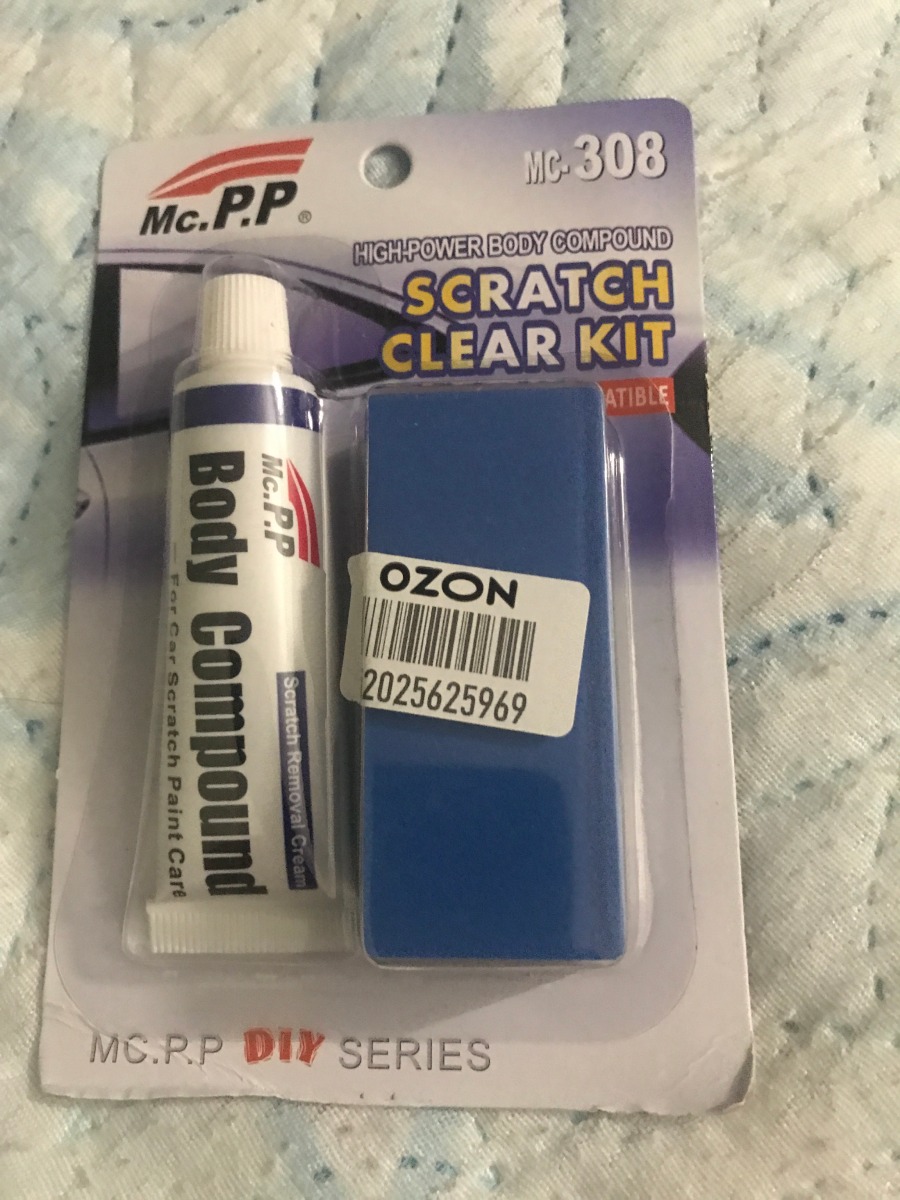 Mc.P.P®
MC-308
HIGH-POWER BODY COMPOUND
SCRATCH
CLEAR KIT
ATIBLE
Mc.P.P
Body Compound
For Car Scratch Paint Care
Scratch Removal Cream
OZON
2025625969
MC.P.P DIY SERIES